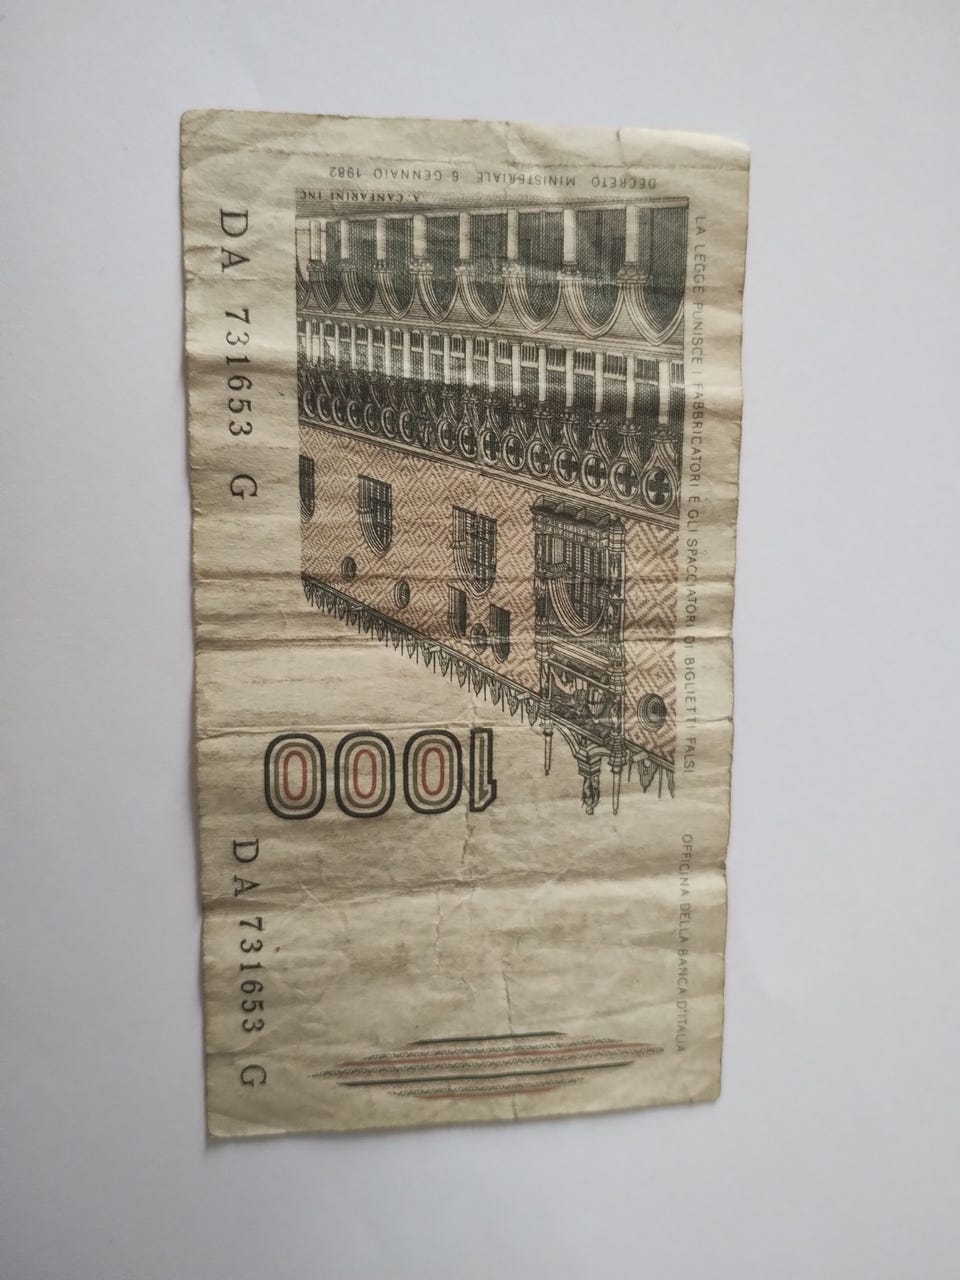 DECRETO MINISTERIALE 6 GENNAIO 1982
A. CANFARINI INC.
LA LEGGE PUNISCE I FABBRICATORI E GLI SPACCIATORI DI BIGLIETTI FALSI
OFFICINA DELLA BANCA D'ITALIA
1000
DA 731653 G
DA 731653 G